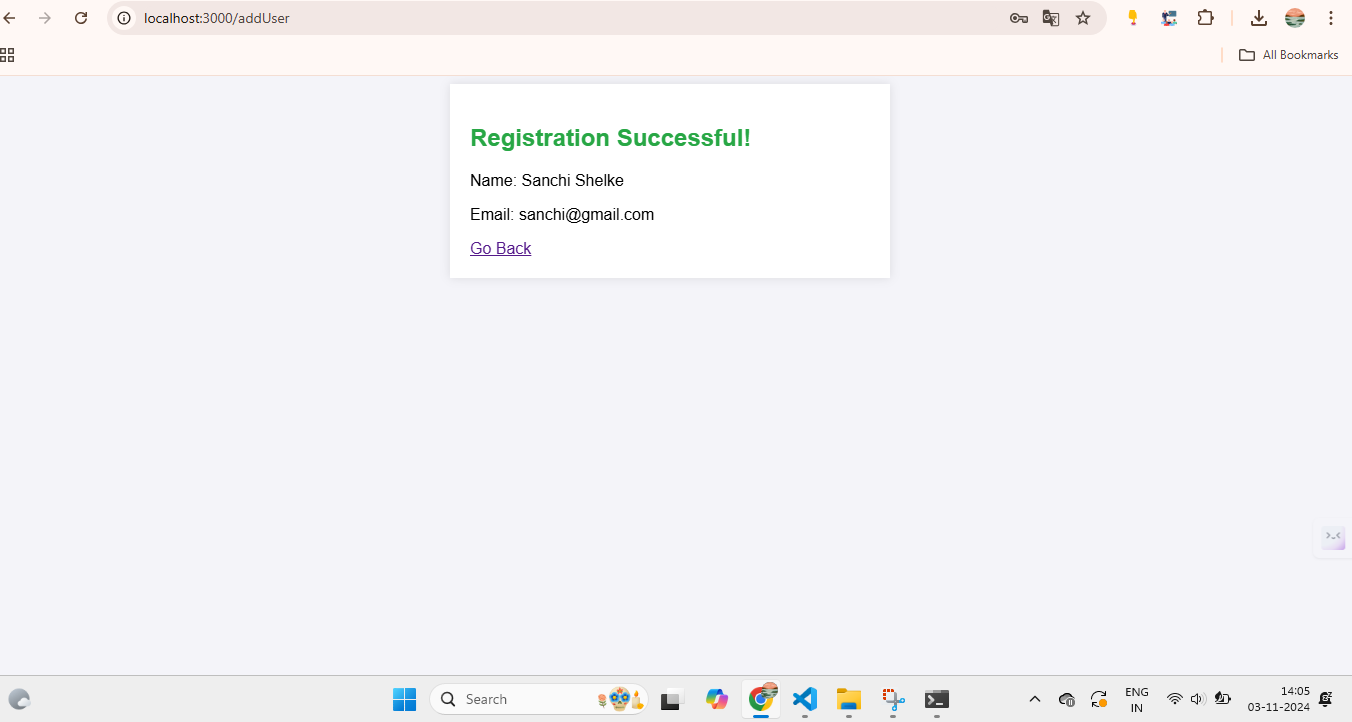 localhost:3000/addUser
All Bookmarks
Registration Successful!
Name: Sanchi Shelke
Email: sanchi@gmail.com
Go Back
Search
ENG
IN
14:05
03-11-2024